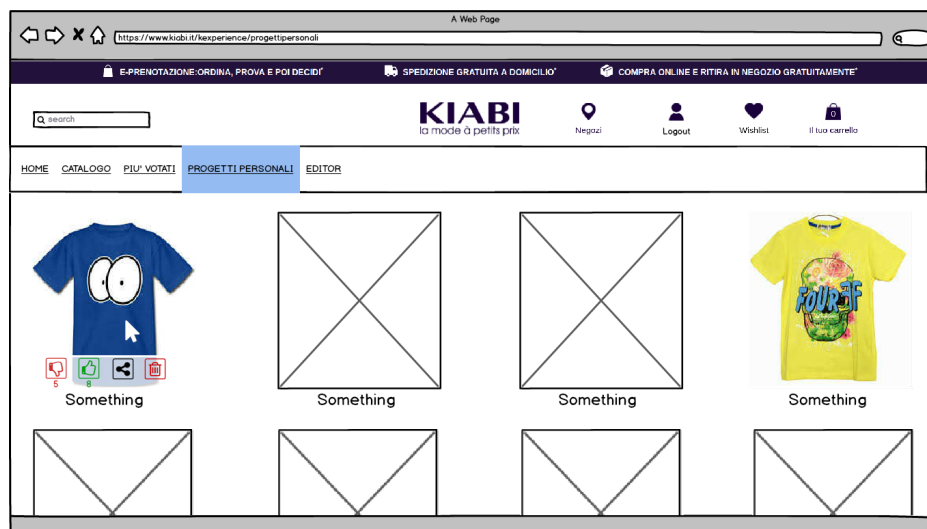 A Web Page
https://www.kiabi.it/kexperience/progettipersonali
E-PRENOTAZIONE:ORDINA, PROVA E POI DECIDI*
SPEDIZIONE GRATUITA A DOMICILIO*
COMPRA ONLINE E RITIRA IN NEGOZIO GRATUITAMENTE*
search
KIABI
la mode à petits prix
Negozi
Logout
Wishlist
0
Il tuo carrello
HOME CATALOGO PIU' VOTATI PROGETTI PERSONALI EDITOR
FOUR
5
8
Something
Something
Something
Something